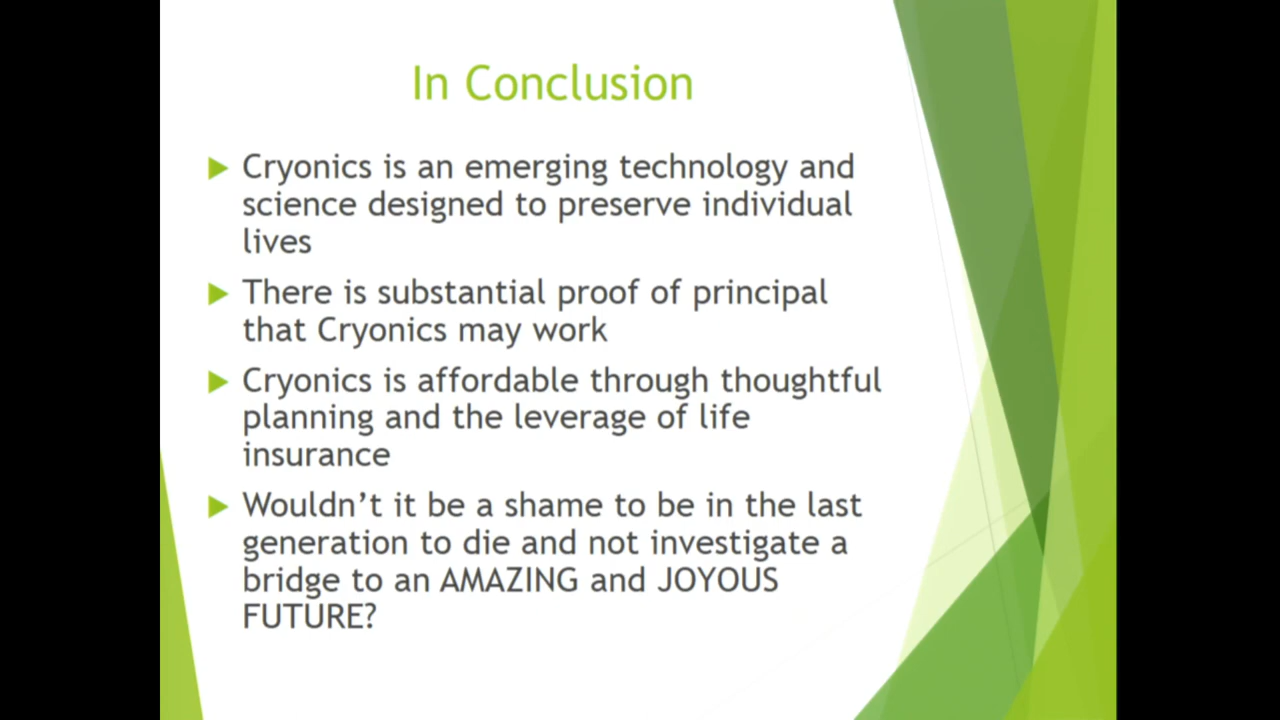 In Conclusion
Cryonics is an emerging technology and
science designed to preserve individual
lives
There is substantial proof of principal
that Cryonics may work
Cryonics is affordable through thoughtful
planning and the leverage of life
insurance
Wouldn't it be a shame to be in the last
generation to die and not investigate a
bridge to an AMAZING and JOYOUS
FUTURE?